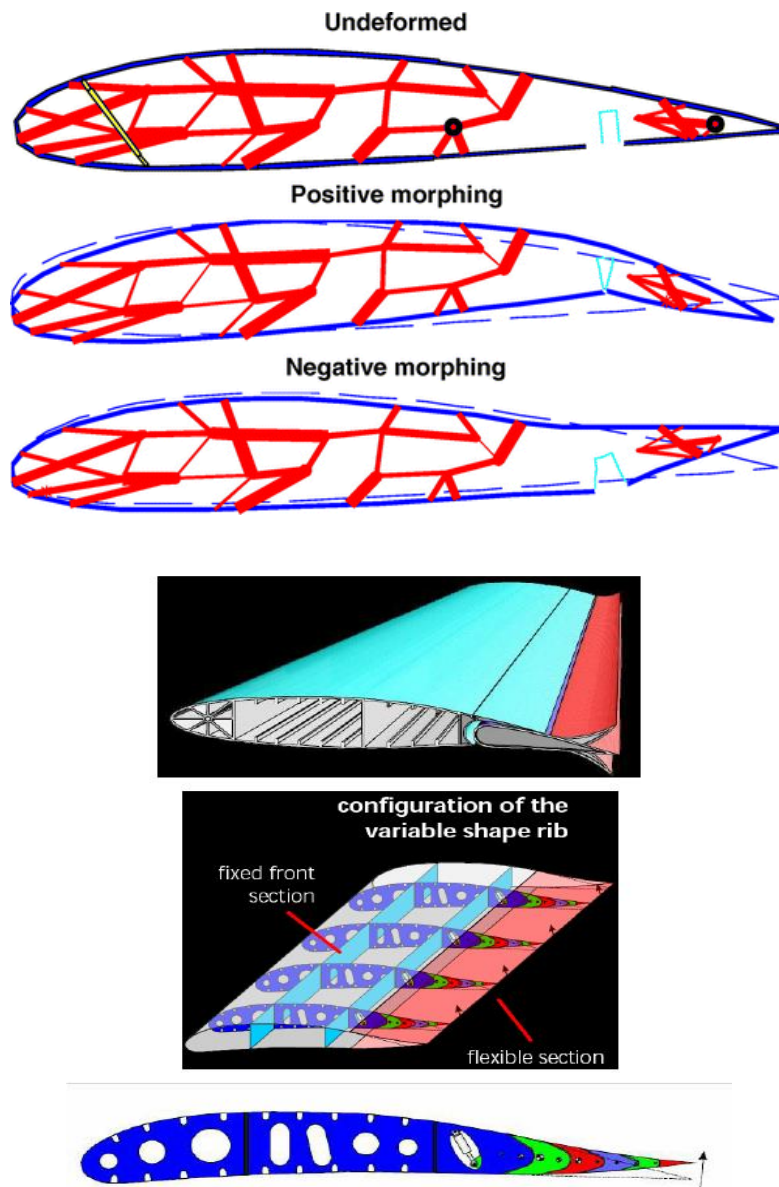 Undeformed
Positive morphing
Negative morphing
configuration of the
variable shape rib
fixed front
section
flexible section